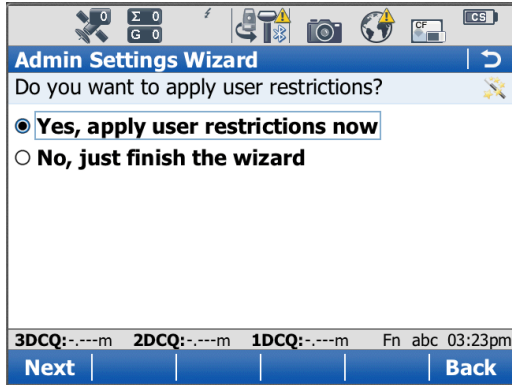 0 Σ 0 G 0 CF CS
Admin Settings Wizard
Do you want to apply user restrictions?
Yes, apply user restrictions now
No, just finish the wizard
3DCQ:-.---m 2DCQ:-.---m 1DCQ:-.---m Fn abc 03:23pm
Next Back